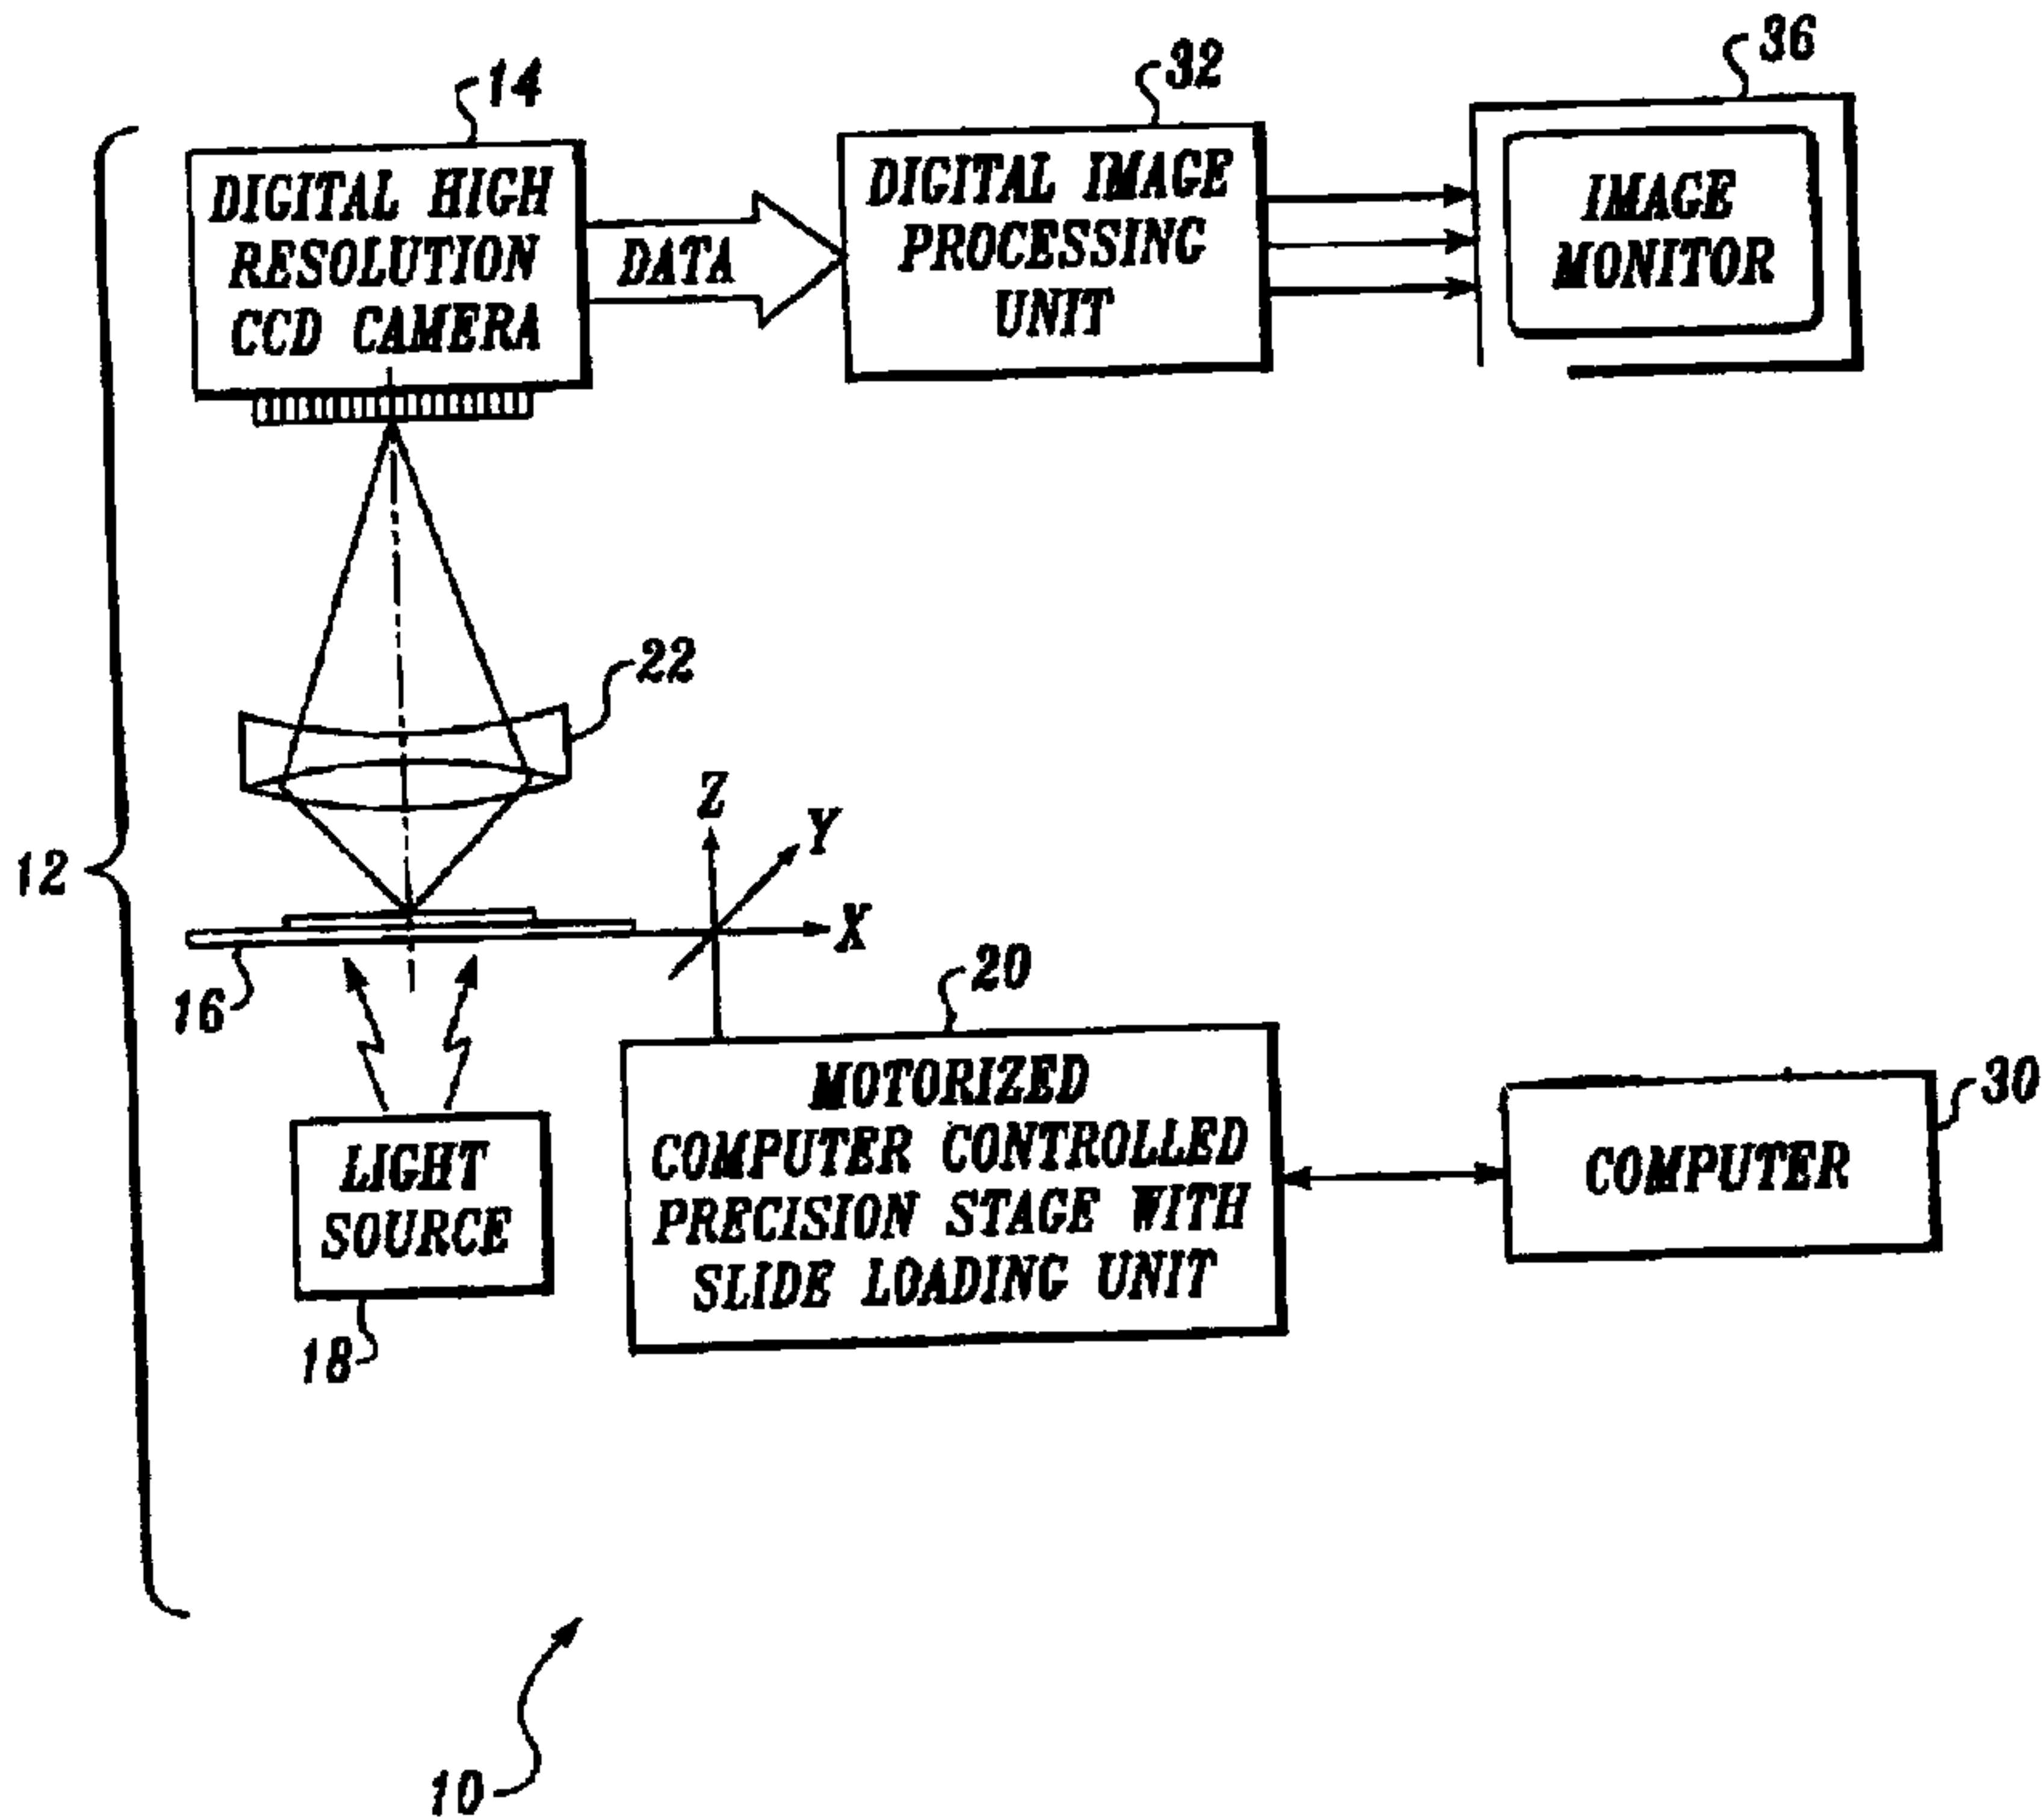 14
32
36
DIGITAL HIGH
RESOLUTION
CCD CAMERA
DATA
DIGITAL IMAGE
PROCESSING
UNIT
IMAGE
MONITOR
22
12
Z
Y
X
16
20
30
LIGHT
SOURCE
18
MOTORIZED
COMPUTER CONTROLLED
PRECISION STAGE WITH
SLIDE LOADING UNIT
COMPUTER
10